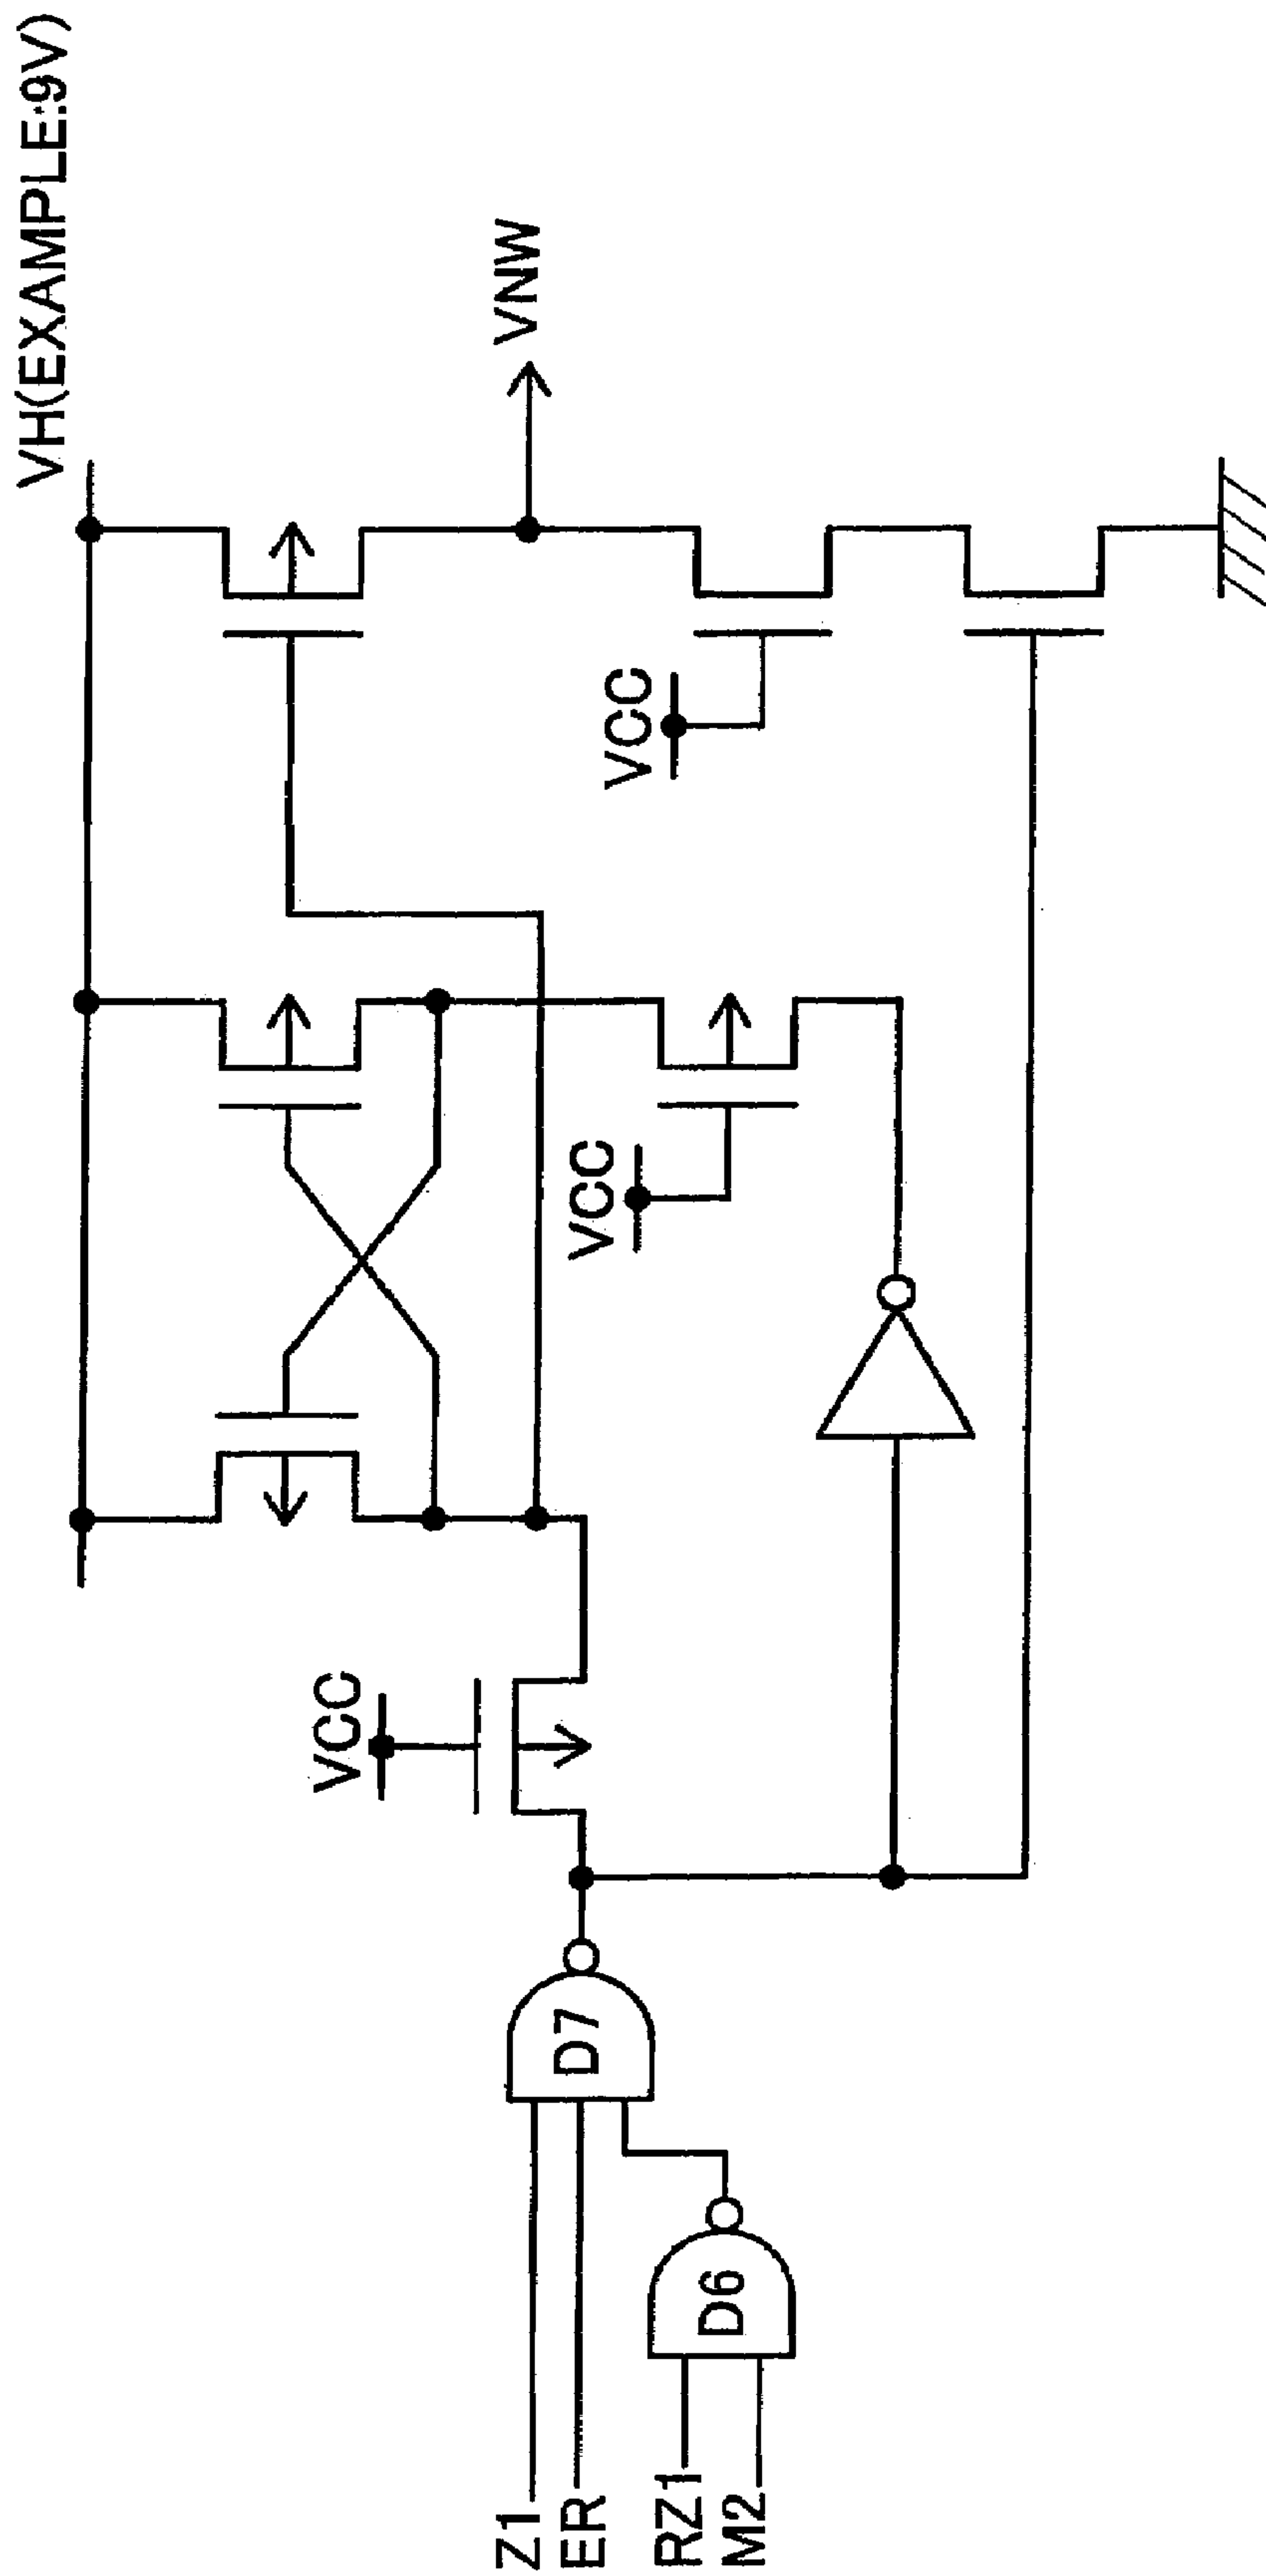 VH(EXAMPLE:9V)
VNW
VCC
VCC
VCC
D7
D6
Z1
ER
RZ1
M2